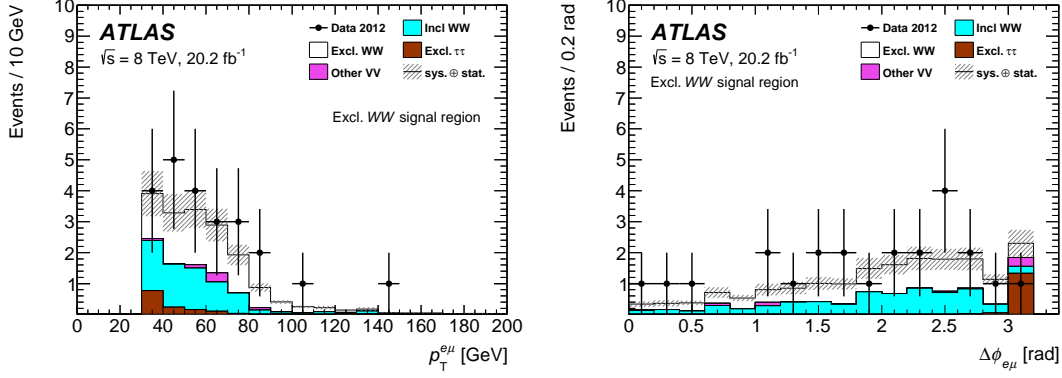 Events / 10 GeV
10
9
8
7
6
5
4
3
2
1
ATLAS
√s = 8 TeV, 20.2 fb⁻¹
Data 2012
Incl WW
Excl. WW
Excl. ττ
Other VV
sys. ⊕ stat.
Excl. WW signal region
0 20 40 60 80 100 120 140 160 180 200
p_T^{eμ} [GeV]
Events / 0.2 rad
10
9
8
7
6
5
4
3
2
1
ATLAS
√s = 8 TeV, 20.2 fb⁻¹
Excl. WW signal region
Data 2012
Incl WW
Excl. WW
Excl. ττ
Other VV
sys. ⊕ stat.
0 0.5 1 1.5 2 2.5 3
Δϕ_{eμ} [rad]